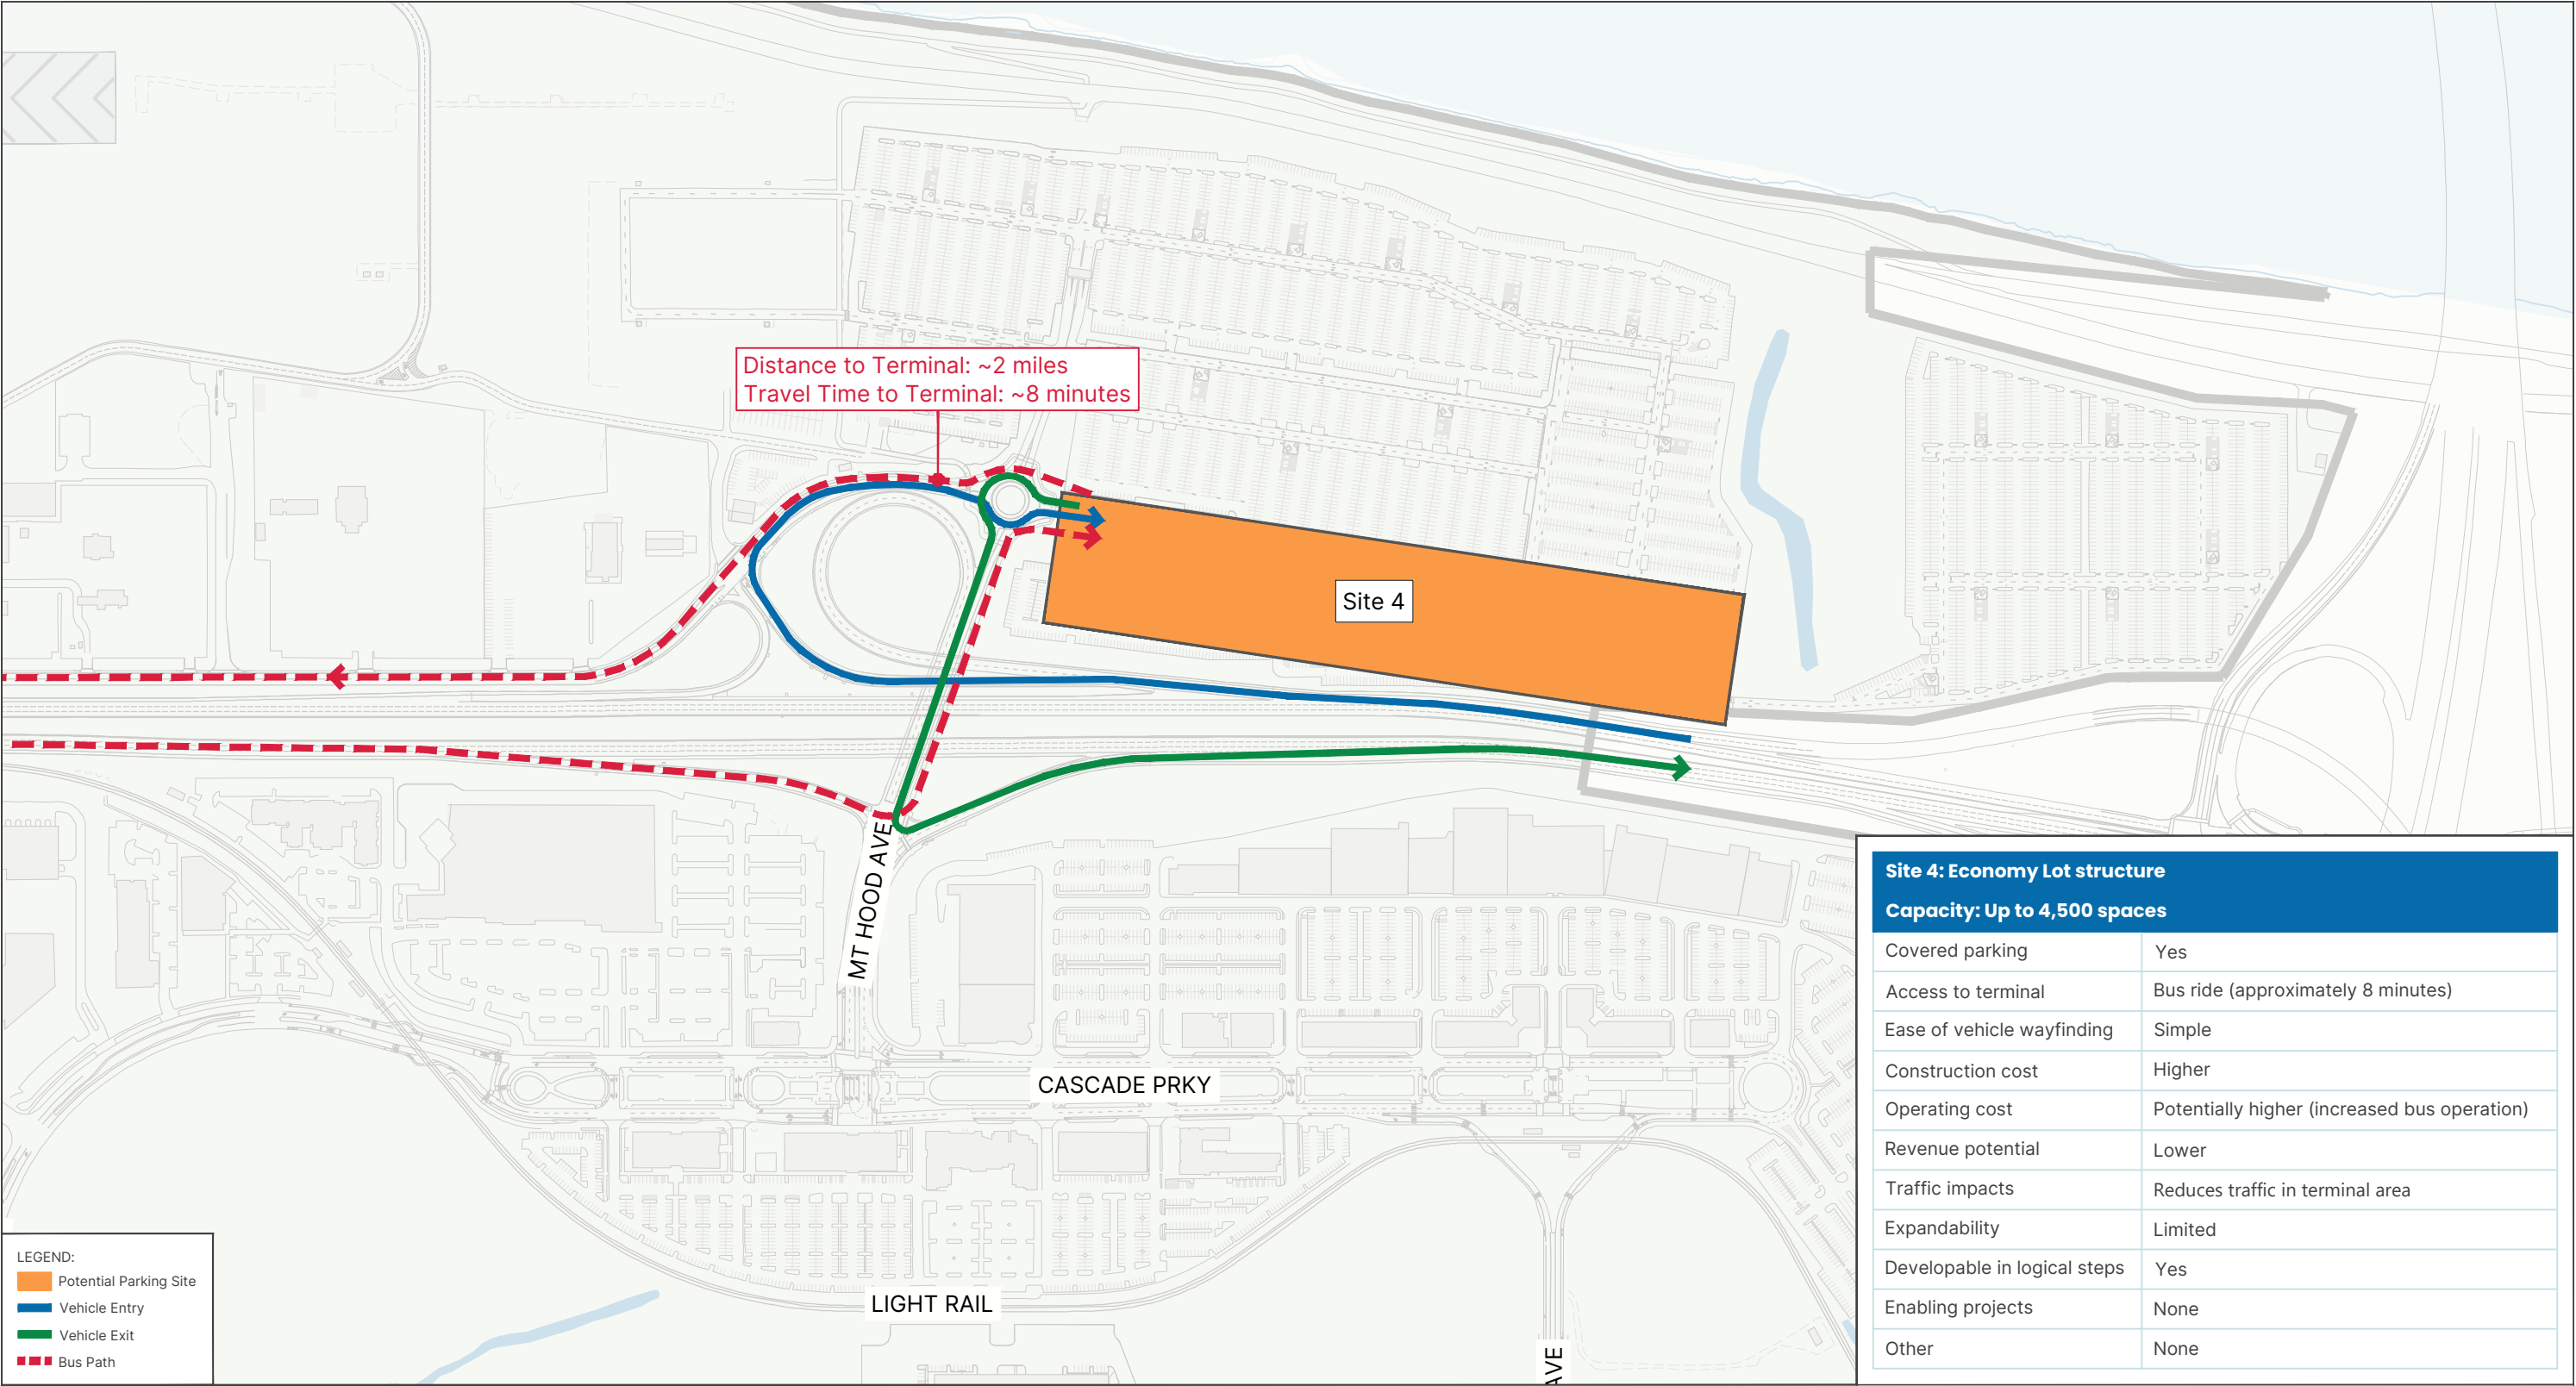 Distance to Terminal: ~2 miles
Travel Time to Terminal: ~8 minutes
Site 4
MT HOOD AVE
CASCADE PRKY
LIGHT RAIL
AVE
LEGEND:
Potential Parking Site
Vehicle Entry
Vehicle Exit
Bus Path
Site 4: Economy Lot structure
Capacity: Up to 4,500 spaces
Covered parking Yes
Access to terminal Bus ride (approximately 8 minutes)
Ease of vehicle wayfinding Simple
Construction cost Higher
Operating cost Potentially higher (increased bus operation)
Revenue potential Lower
Traffic impacts Reduces traffic in terminal area
Expandability Limited
Developable in logical steps Yes
Enabling projects None
Other None